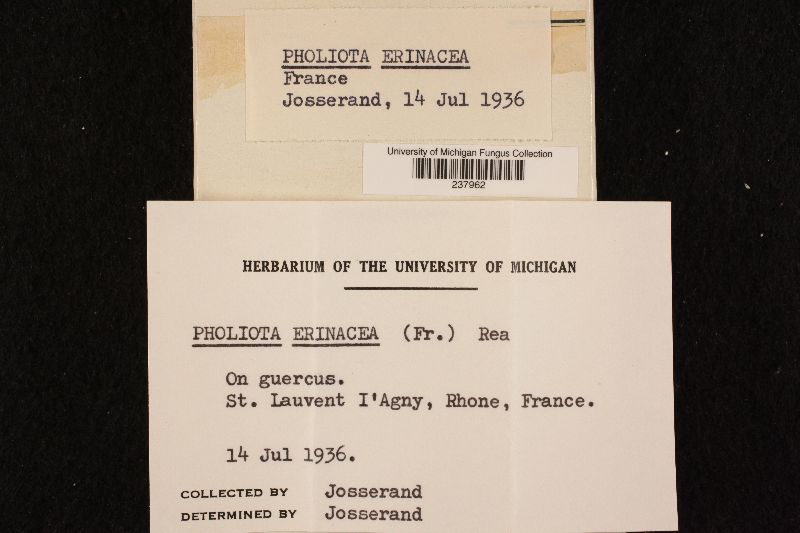 PHOLIOTA ERINACEA
France
Josserand, 14 Jul 1936
University of Michigan Fungus Collection
237962
HERBARIUM OF THE UNIVERSITY OF MICHIGAN
PHOLIOTA ERINACEA (Fr.) Rea
On guercus.
St. Lauvent I'Agny, Rhone, France.
14 Jul 1936.
COLLECTED BY Josserand
DETERMINED BY Josserand